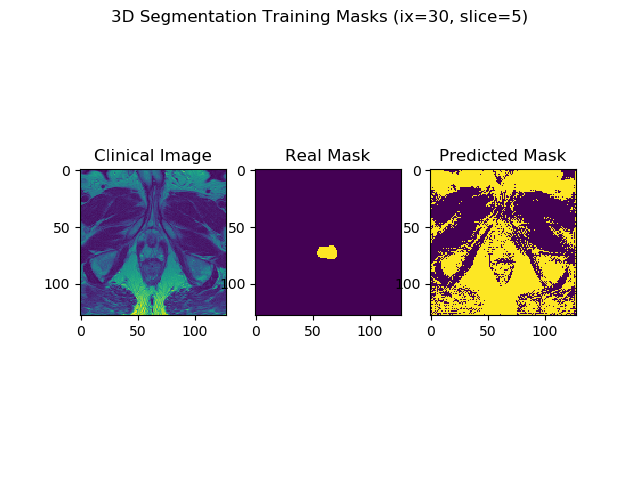 3D Segmentation Training Masks (ix=30, slice=5)
Clinical Image Real Mask Predicted Mask
0 0 0
50 50 50
100 100 100
0 100 0 50 100 0 50 100